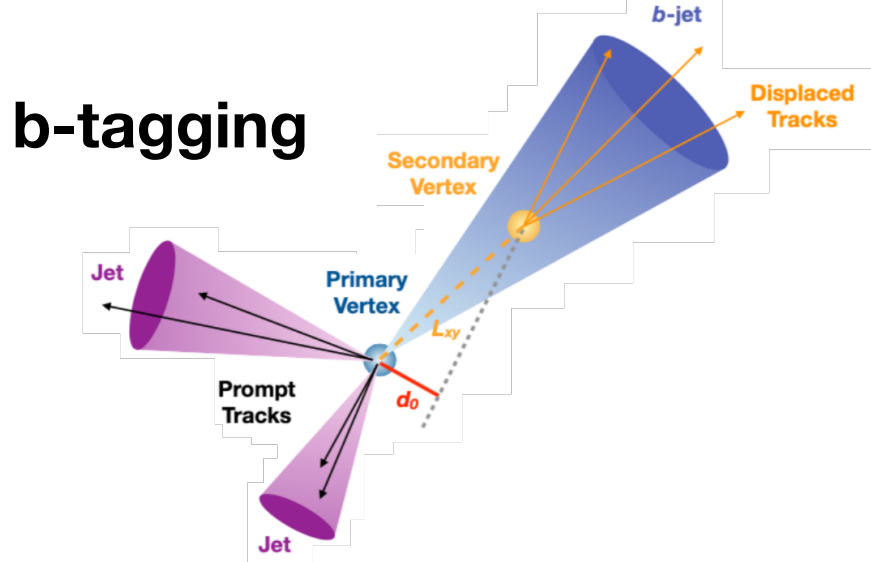 b-tagging
b-jet
Displaced
Tracks
Secondary
Vertex
Jet
Primary
Vertex
Lxy
Prompt
Tracks
d0
Jet